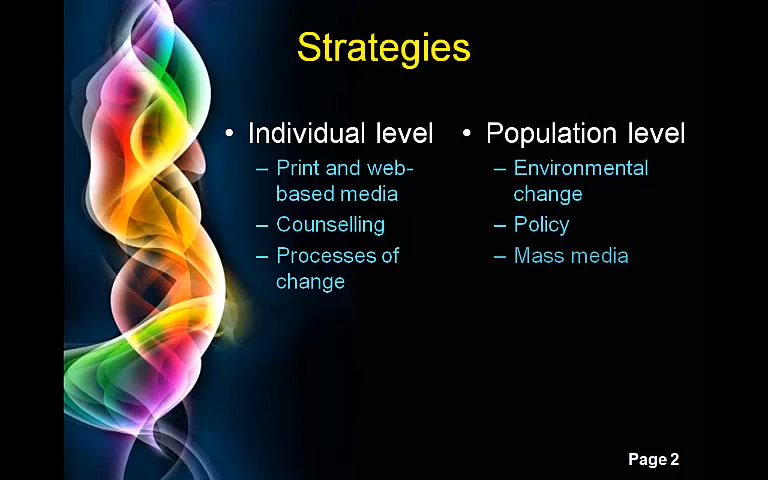 Strategies
• Individual level
– Print and web-
based media
– Counselling
– Processes of
change
• Population level
– Environmental
change
– Policy
– Mass media
Page 2